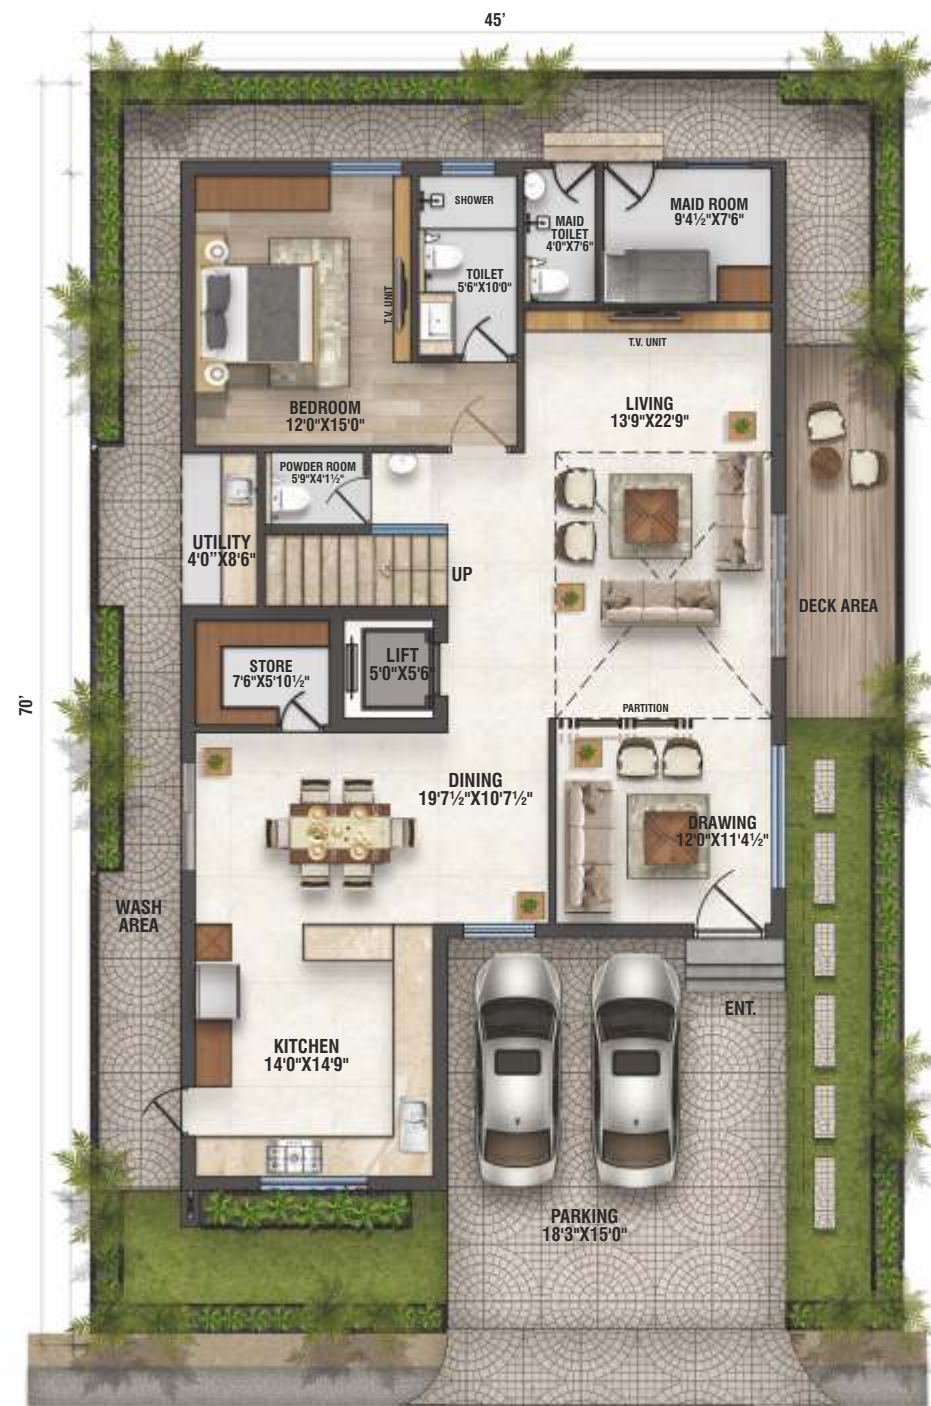 45'
SHOWER
MAID
TOILET
4'0"X7'6"
MAID ROOM
9'4½"X7'6"
TOILET
5'6"X10'0"
T.V. UNIT
T.V. UNIT
BEDROOM
12'0"X15'0"
LIVING
13'9"X22'9"
POWDER ROOM
5'9"X4'1½"
UTILITY
4'0”X8'6"
UP
DECK AREA
STORE
7'6"X5'10½"
LIFT
5'0"X5'6"
70'
PARTITION
DINING
19'7½"X10'7½"
DRAWING
12'0"X11'4½"
WASH
AREA
ENT.
KITCHEN
14'0"X14'9"
PARKING
18'3"X15'0"